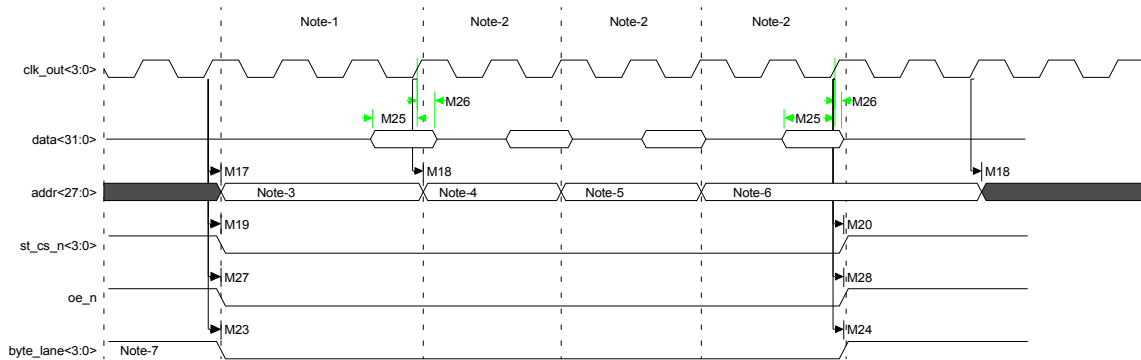 Note-1 Note-2 Note-2 Note-2
clk_out<3:0>
M26 M26
M25 M25
data<31:0>
M17 M18 M18
addr<27:0> Note-3 Note-4 Note-5 Note-6
M19 M20
st_cs_n<3:0>
M27 M28
oe_n
M23 M24
byte_lane<3:0> Note-7